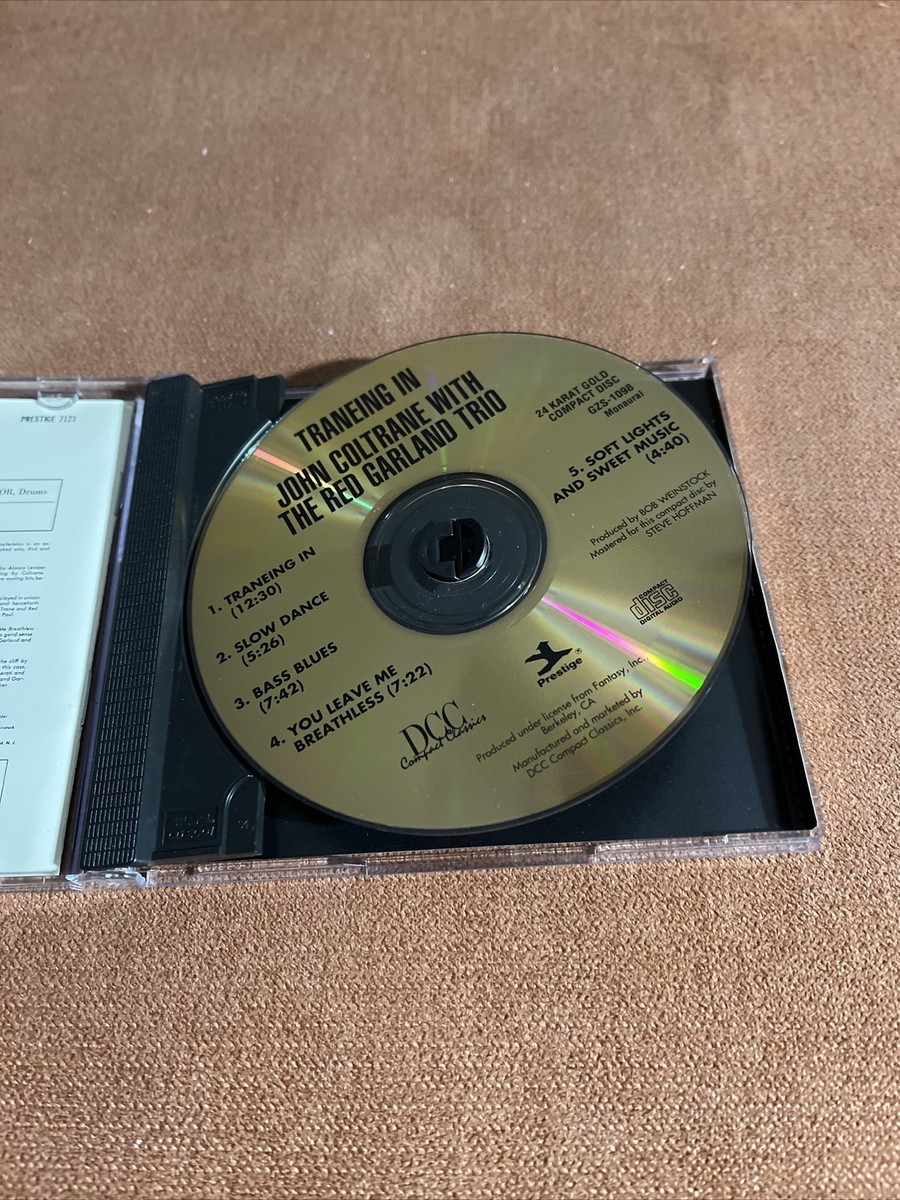 PRESTIGE 7123
OR, Drums
TRANEING IN
JOHN COLTRANE WITH
THE RED GARLAND TRIO
24 KARAT GOLD
COMPACT DISC
GZS-1098
Monaural
1. TRANEING IN
(12:30)
2. SLOW DANCE
(5:26)
3. BASS BLUES
(7:42)
4. YOU LEAVE ME
BREATHLESS (7:22)
5. SOFT LIGHTS
AND SWEET MUSIC
(4:40)
Produced by BOB WEINSTOCK
Mastered for this compact disc by
STEVE HOFFMAN
COMPACT
disc
DIGITAL AUDIO
Prestige®
DCC
Compact Classics
Produced under license from Fantasy, Inc.,
Berkeley, CA
Manufactured and marketed by
DCC Compact Classics, Inc.